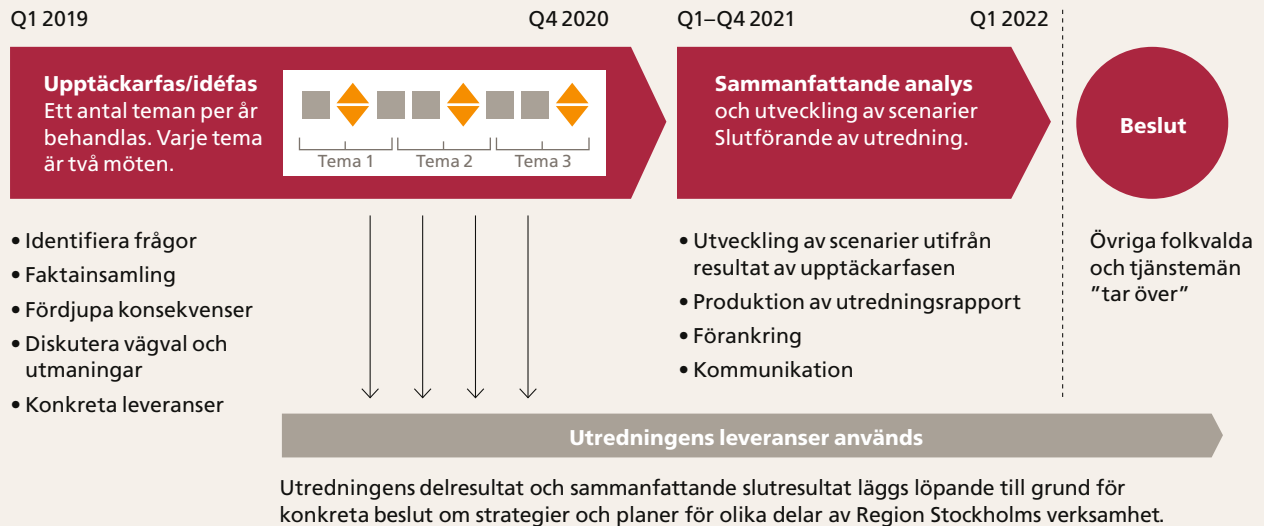 Q1 2019
Q4 2020
Q1–Q4 2021
Q1 2022
Upptäckarfas/idéfas
Ett antal teman per år
behandlas. Varje tema
är två möten.
Tema 1
Tema 2
Tema 3
Sammanfattande analys
och utveckling av scenarier
Slutförande av utredning.
Beslut
• Identifiera frågor
• Faktainsamling
• Fördjupa konsekvenser
• Diskutera vägval och
utmaningar
• Konkreta leveranser
• Utveckling av scenarier utifrån
resultat av upptäckarfasen
• Produktion av utredningsrapport
• Förankring
• Kommunikation
Övriga folkvalda
och tjänstemän
”tar över”
Utredningens leveranser används
Utredningens delresultat och sammanfattande slutresultat läggs löpande till grund för
konkreta beslut om strategier och planer för olika delar av Region Stockholms verksamhet.